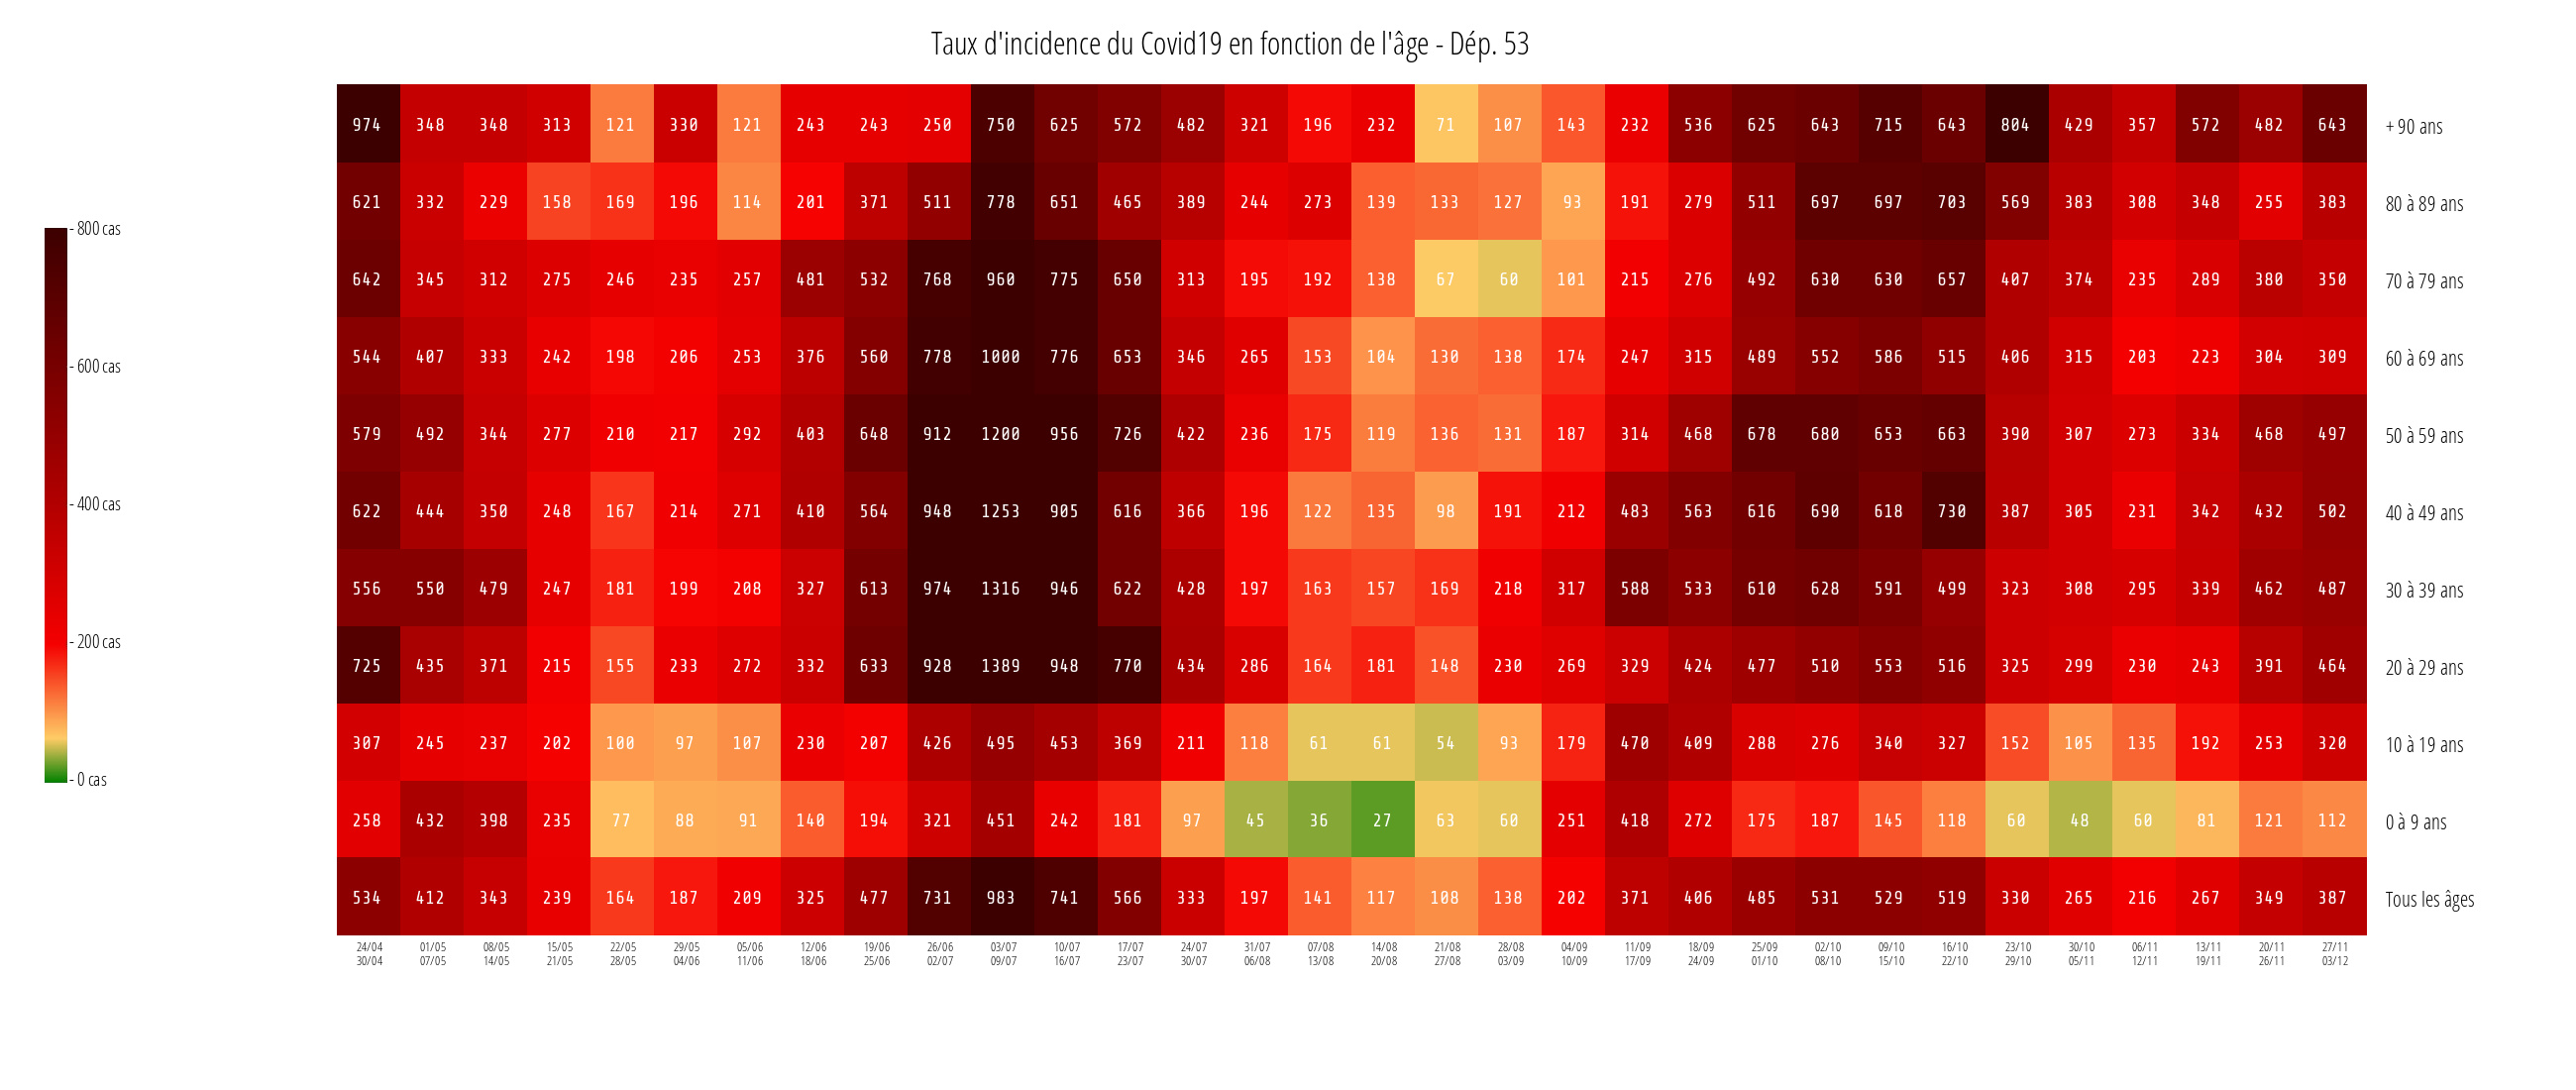 Taux d'incidence du Covid19 en fonction de l'âge - Dép. 53
974 348 348 313 121 330 121 243 243 250 750 625 572 482 321 196 232 71 107 143 232 536 625 643 715 643 804 429 357 572 482 643 + 90 ans
621 332 229 158 169 196 114 201 371 511 778 651 465 389 244 273 139 133 127 93 191 279 511 697 697 703 569 383 308 348 255 383 80 à 89 ans
- 800 cas
642 345 312 275 246 235 257 481 532 768 960 775 650 313 195 192 138 67 60 101 215 276 492 630 630 657 407 374 235 289 380 350 70 à 79 ans
544 407 333 242 198 206 253 376 560 778 1000 776 653 346 265 153 104 130 138 174 247 315 489 552 586 515 406 315 203 223 304 309 60 à 69 ans
- 600 cas
579 492 344 277 210 217 292 403 648 912 1200 956 726 422 236 175 119 136 131 187 314 468 678 680 653 663 390 307 273 334 468 497 50 à 59 ans
- 400 cas
622 444 350 248 167 214 271 410 564 948 1253 905 616 366 196 122 135 98 191 212 483 563 616 690 618 730 387 305 231 342 432 502 40 à 49 ans
556 550 479 247 181 199 208 327 613 974 1316 946 622 428 197 163 157 169 218 317 588 533 610 628 591 499 323 308 295 339 462 487 30 à 39 ans
- 200 cas
725 435 371 215 155 233 272 332 633 928 1389 948 770 434 286 164 181 148 230 269 329 424 477 510 553 516 325 299 230 243 391 464 20 à 29 ans
307 245 237 202 100 97 107 230 207 426 495 453 369 211 118 61 61 54 93 179 470 409 288 276 340 327 152 105 135 192 253 320 10 à 19 ans
- 0 cas
258 432 398 235 77 88 91 140 194 321 451 242 181 97 45 36 27 63 60 251 418 272 175 187 145 118 60 48 60 81 121 112 0 à 9 ans
534 412 343 239 164 187 209 325 477 731 983 741 566 333 197 141 117 108 138 202 371 406 485 531 529 519 330 265 216 267 349 387 Tous les âges
24/04 01/05 08/05 15/05 22/05 29/05 05/06 12/06 19/06 26/06 03/07 10/07 17/07 24/07 31/07 07/08 14/08 21/08 28/08 04/09 11/09 18/09 25/09 02/10 09/10 16/10 23/10 30/10 06/11 13/11 20/11 27/11
30/04 07/05 14/05 21/05 28/05 04/06 11/06 18/06 25/06 02/07 09/07 16/07 23/07 30/07 06/08 13/08 20/08 27/08 03/09 10/09 17/09 24/09 01/10 08/10 15/10 22/10 29/10 05/11 12/11 19/11 26/11 03/12